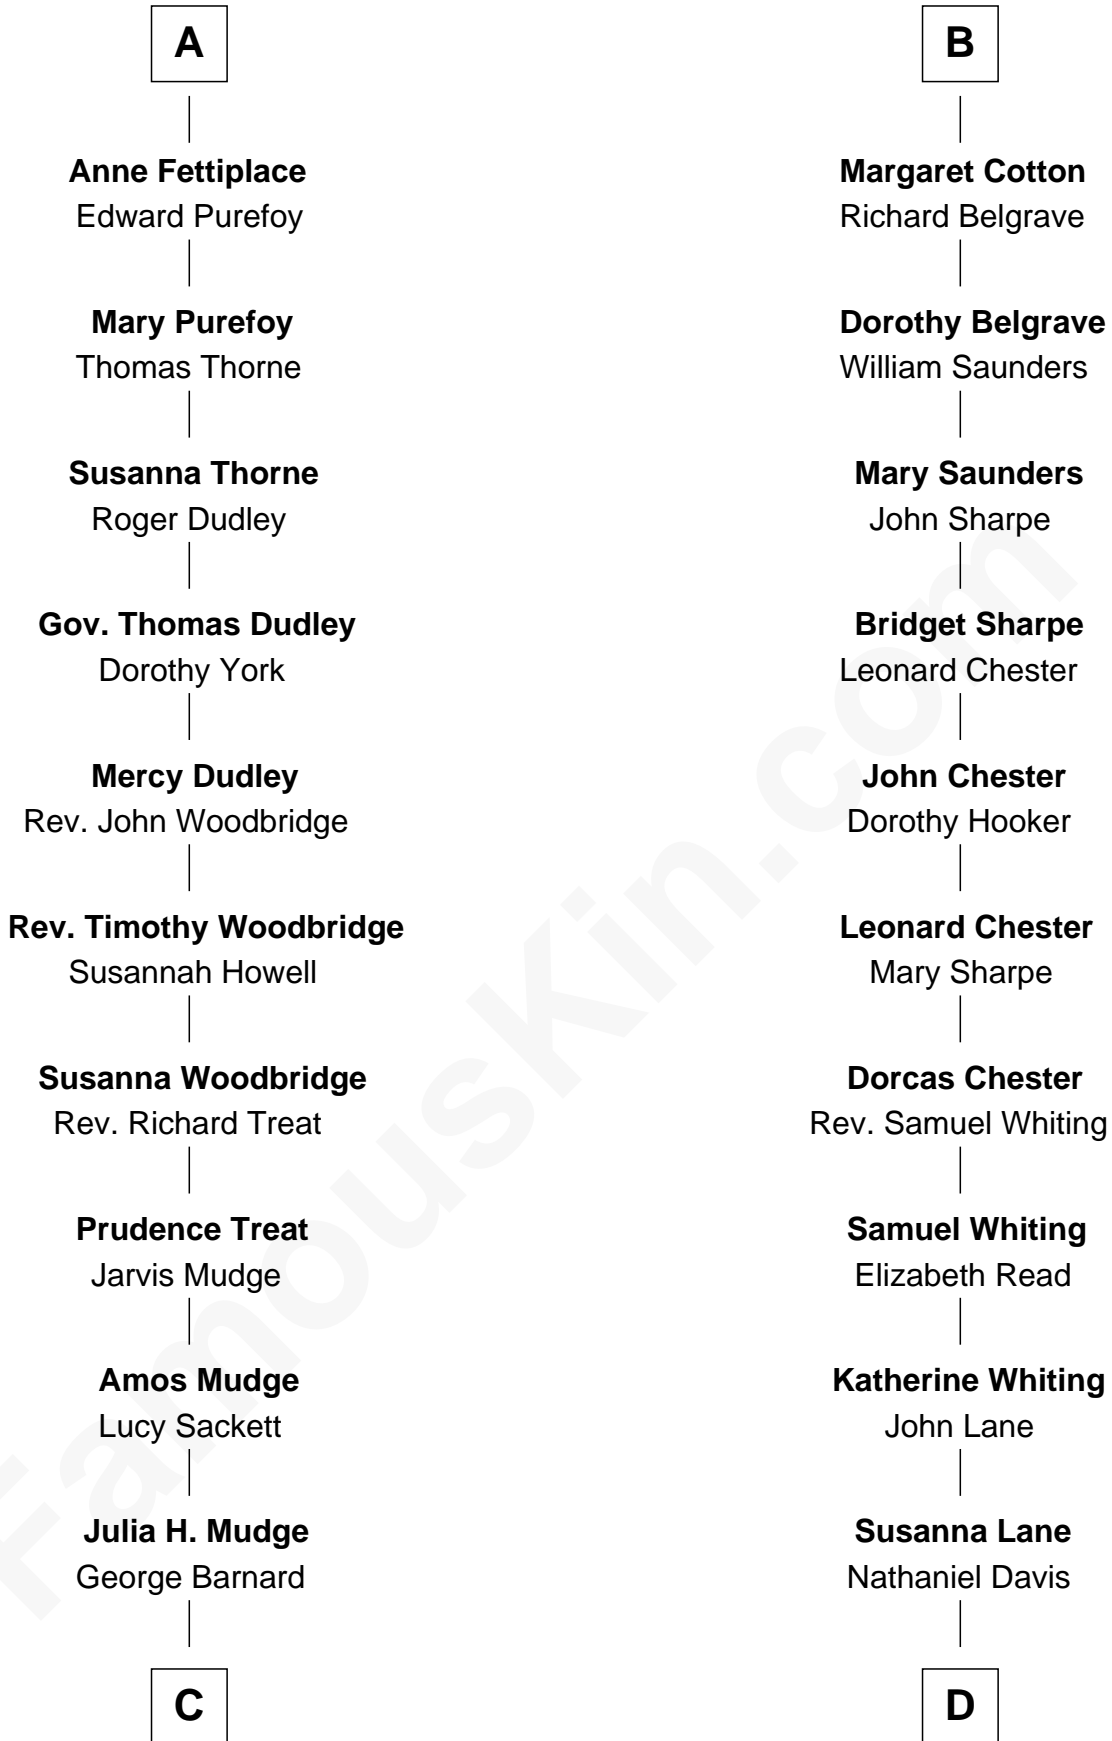 A
Anne Fettiplace
Edward Purefoy
Mary Purefoy
Thomas Thorne
Susanna Thorne
Roger Dudley
Gov. Thomas Dudley
Dorothy York
Mercy Dudley
Rev. John Woodbridge
Rev. Timothy Woodbridge
Susannah Howell
Susanna Woodbridge
Rev. Richard Treat
Prudence Treat
Jarvis Mudge
Amos Mudge
Lucy Sackett
Julia H. Mudge
George Barnard
C
B
Margaret Cotton
Richard Belgrave
Dorothy Belgrave
William Saunders
Mary Saunders
John Sharpe
Bridget Sharpe
Leonard Chester
John Chester
Dorothy Hooker
Leonard Chester
Mary Sharpe
Dorcas Chester
Rev. Samuel Whiting
Samuel Whiting
Elizabeth Read
Katherine Whiting
John Lane
Susanna Lane
Nathaniel Davis
D
FamousKin.com